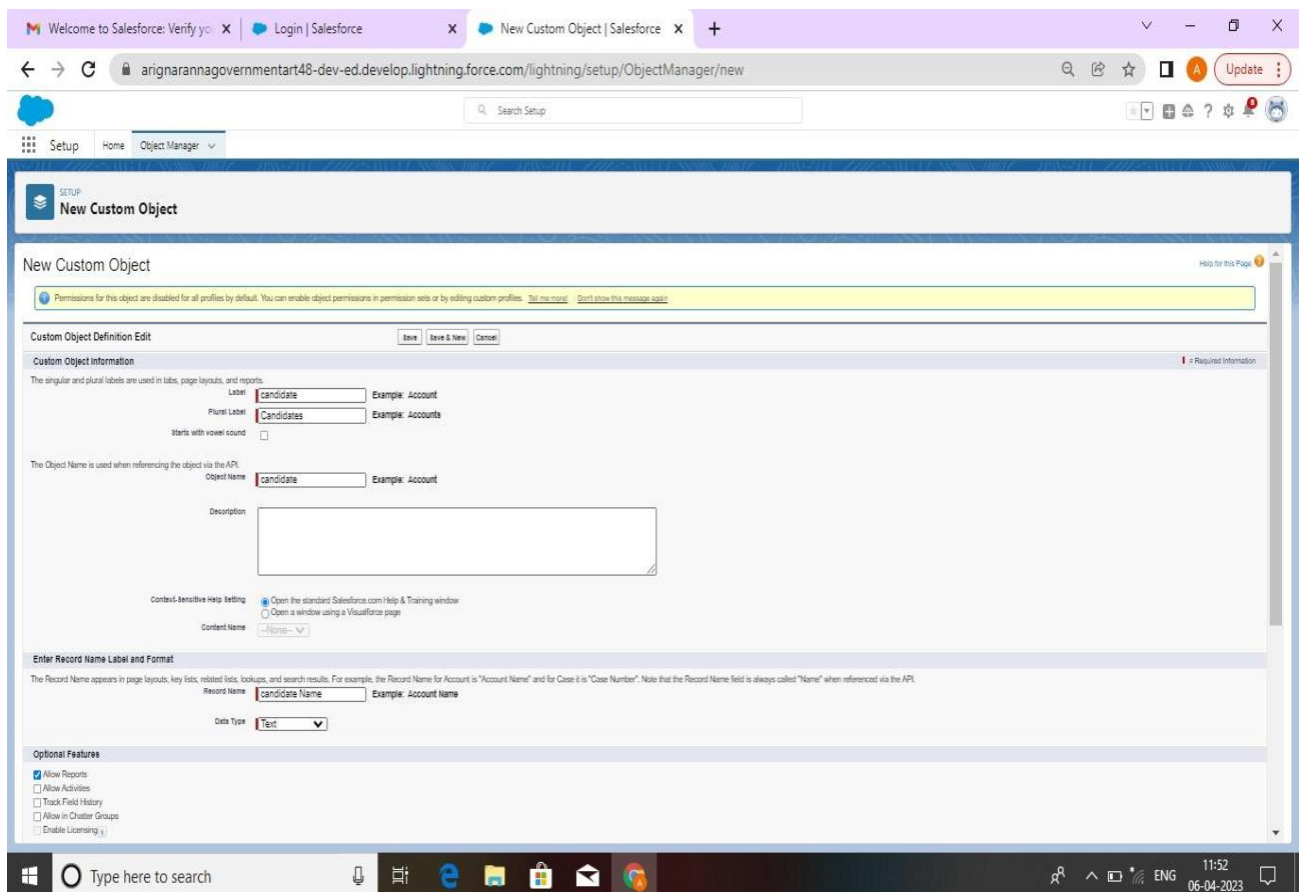 Welcome to Salesforce: Verify yo X Login | Salesforce X New Custom Object | Salesforce X +
arignarannagovernmentart48-dev-ed.develop.lightning.force.com/lightning/setup/ObjectManager/new A Update
Search Setup
Setup Home Object Manager
SETUP
New Custom Object
New Custom Object Help for this Page
Permissions for this object are disabled for all profiles by default. You can enable object permissions in permission sets or by editing custom profiles. Tell me more! Don't show this message again
Custom Object Definition Edit Save Save & New Cancel
Custom Object Information = Required Information
The singular and plural labels are used in tabs, page layouts, and reports.
Label candidate Example: Account
Plural Label Candidates Example: Accounts
Starts with vowel sound
The Object Name is used when referencing the object via the API.
Object Name candidate Example: Account
Description
Context-Sensitive Help Setting Open the standard Salesforce.com Help & Training window
Open a window using a Visualforce page
Content Name --None--
Enter Record Name Label and Format
The Record Name appears in page layouts, key lists, related lists, lookups, and search results. For example, the Record Name for Account is "Account Name" and for Case it is "Case Number". Note that the Record Name field is always called "Name" when referenced via the API.
Record Name candidate Name Example: Account Name
Data Type Text
Optional Features
Allow Reports
Allow Activities
Track Field History
Allow in Chatter Groups
Enable Licensing
Type here to search ENG 11:52
06-04-2023